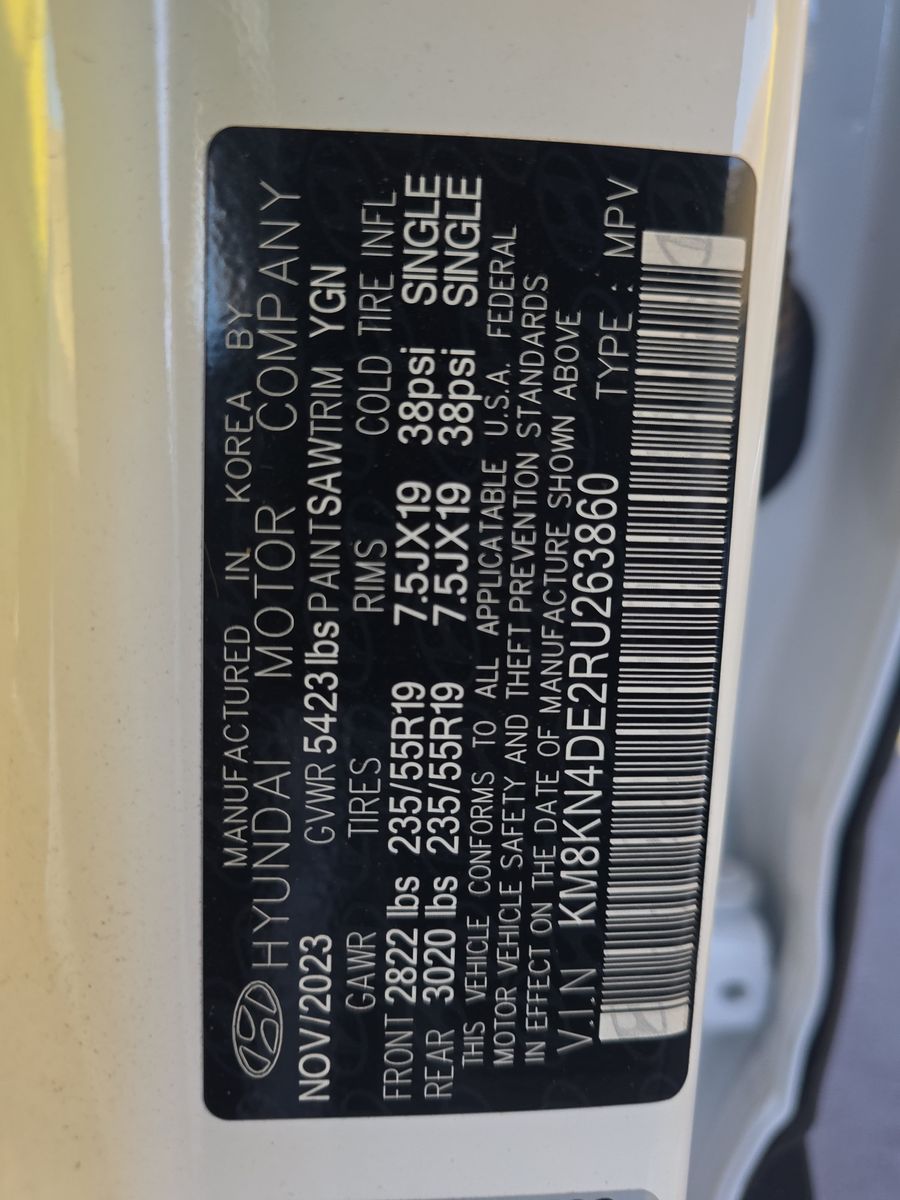 MANUFACTURED IN KOREA BY
HYUNDAI MOTOR COMPANY
NOV/2023 GVWR 5423lbs PAINT SAW TRIM YGN
GAWR TIRES RIMS COLD TIRE INFL
FRONT 2822 lbs 235/55R19 7.5JX19 38psi SINGLE
REAR 3020 lbs 235/55R19 7.5JX19 38psi SINGLE
THIS VEHICLE CONFORMS TO ALL APPLICATABLE U.S.A. FEDERAL
MOTOR VEHICLE SAFETY AND THEFT PREVENTION STANDARDS
IN EFFECT ON THE DATE OF MANUFACTURE SHOWN ABOVE
V.I.N KM8KN4DE2RU263860 TYPE : MPV